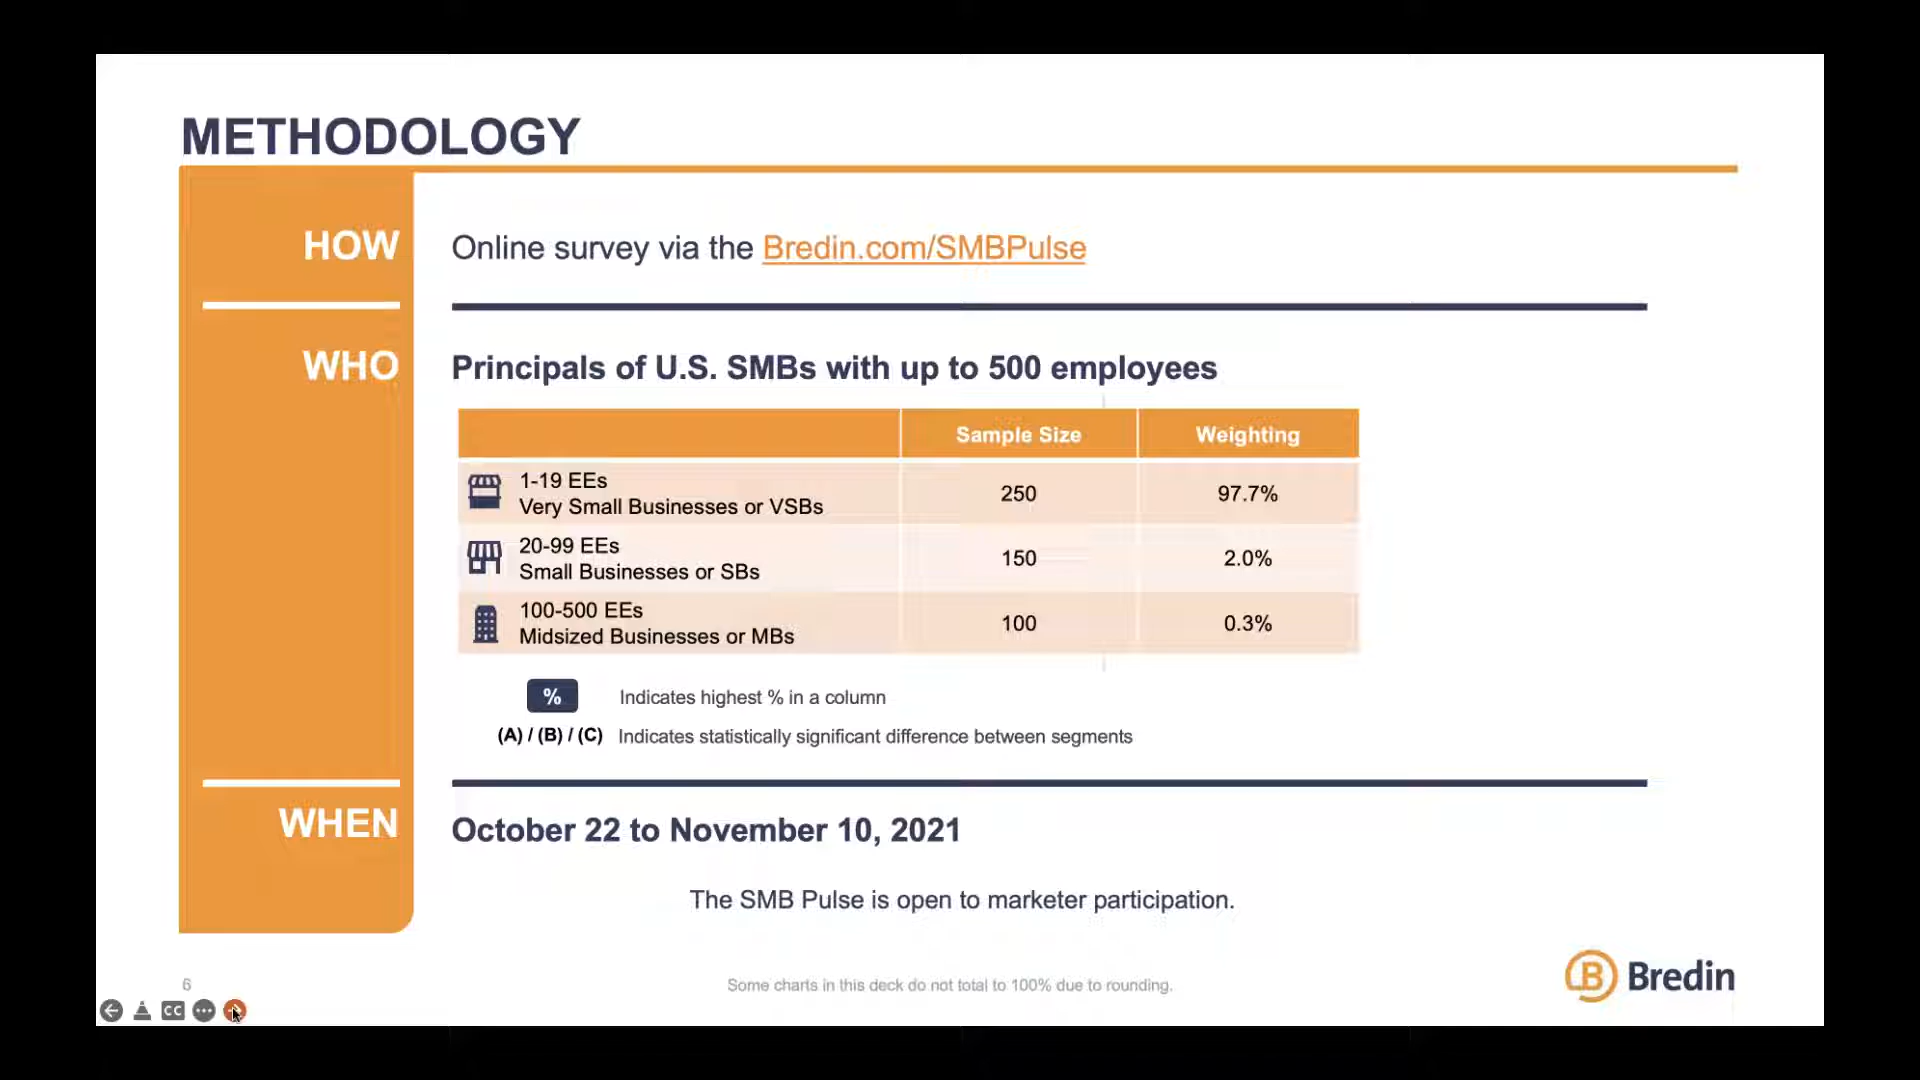 METHODOLOGY
HOW
Online survey via the Bredin.com/SMBPulse
WHO
Principals of U.S. SMBs with up to 500 employees
Sample Size Weighting
1-19 EEs
Very Small Businesses or VSBs
250 97.7%
20-99 EEs
Small Businesses or SBs
150 2.0%
100-500 EEs
Midsized Businesses or MBs
100 0.3%
% Indicates highest % in a column
(A) / (B) / (C) Indicates statistically significant difference between segments
WHEN
October 22 to November 10, 2021
The SMB Pulse is open to marketer participation.
B Bredin
6
Some charts in this deck do not total to 100% due to rounding.
CC